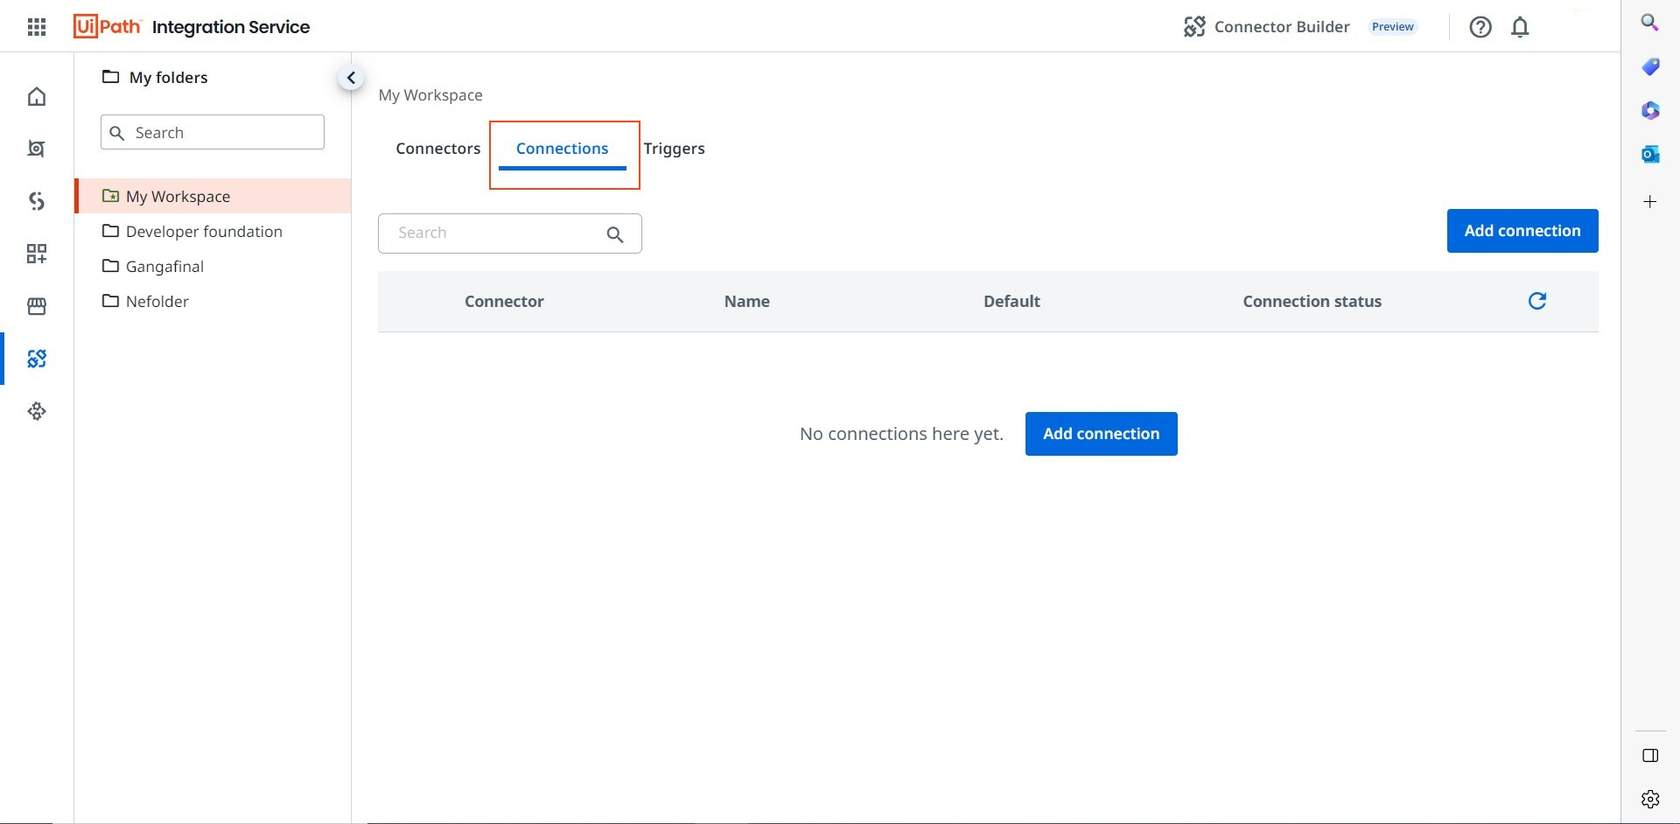 UiPath Integration Service
Connector Builder Preview
My folders
Search
My Workspace
Developer foundation
Gangafinal
Nefolder
My Workspace
Connectors Connections Triggers
Search
Add connection
Connector Name Default Connection status
No connections here yet. Add connection